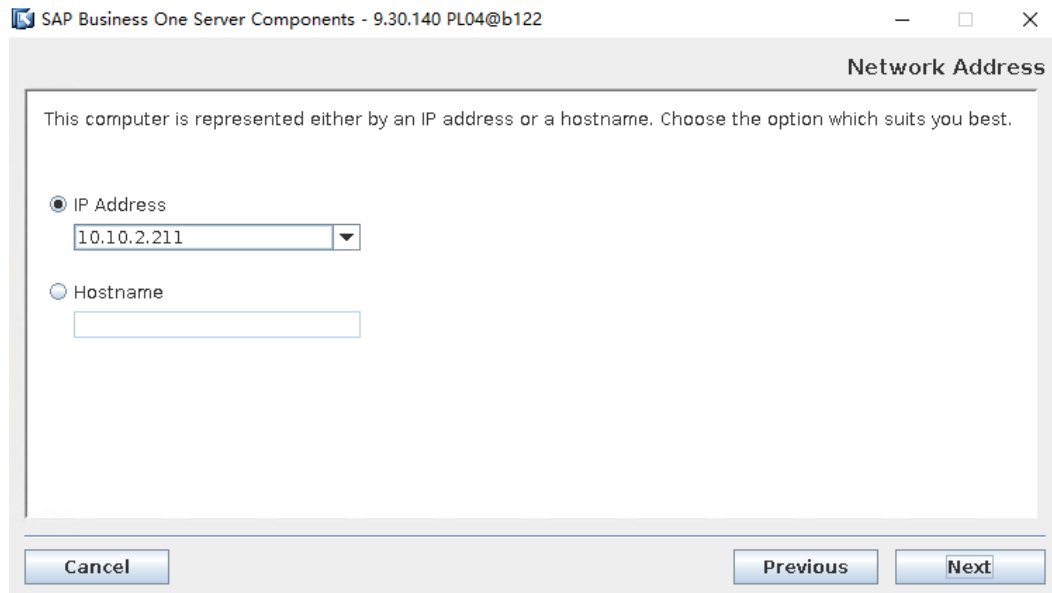 SAP Business One Server Components - 9.30.140 PL04@b122
Network Address
This computer is represented either by an IP address or a hostname. Choose the option which suits you best.
IP Address
10.10.2.211
Hostname
Cancel
Previous
Next